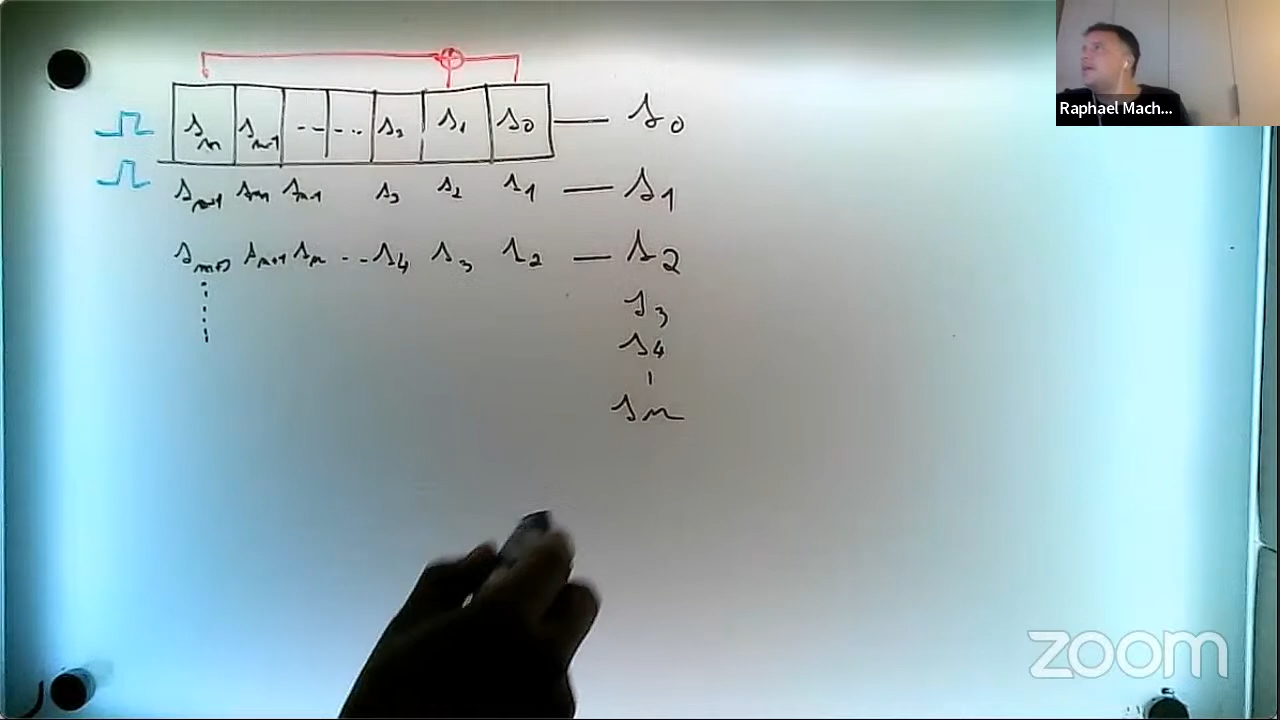 Raphael Mach...
s_n s_n-1 -- -.. s_2 s_1 s_0 — s_0
s_n+1 s_n s_n-1 s_3 s_2 s_1 — s_1
s_n+2 s_n+1 s_n - - - s_4 s_3 s_2 — s_2
s_3
s_4
s_n
zoom